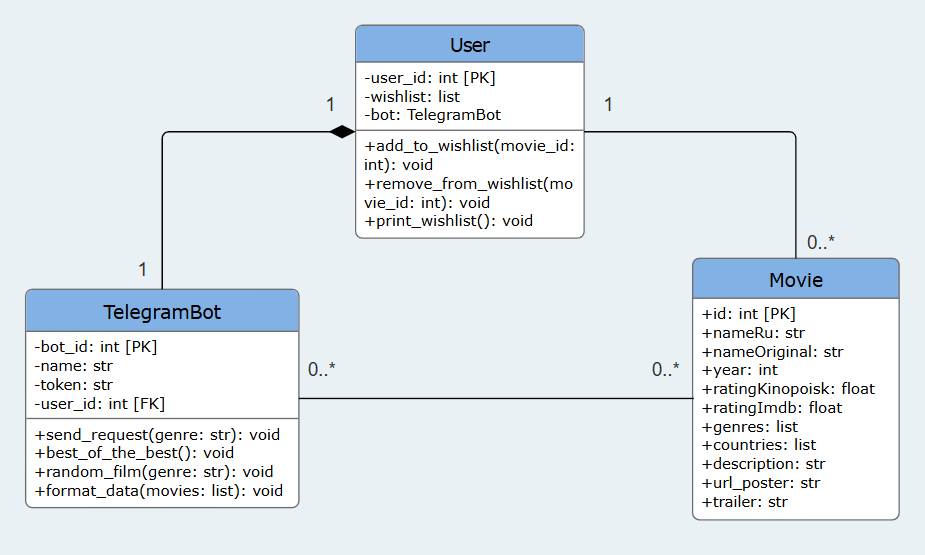 User
-user_id: int [PK]
-wishlist: list
-bot: TelegramBot
+add_to_wishlist(movie_id:
int): void
+remove_from_wishlist(mo
vie_id: int): void
+print_wishlist(): void
1
1
1
0..*
TelegramBot
-bot_id: int [PK]
-name: str
-token: str
-user_id: int [FK]
+send_request(genre: str): void
+best_of_the_best(): void
+random_film(genre: str): void
+format_data(movies: list): void
0..*
0..*
Movie
+id: int [PK]
+nameRu: str
+nameOriginal: str
+year: int
+ratingKinopoisk: float
+ratingImdb: float
+genres: list
+countries: list
+description: str
+url_poster: str
+trailer: str